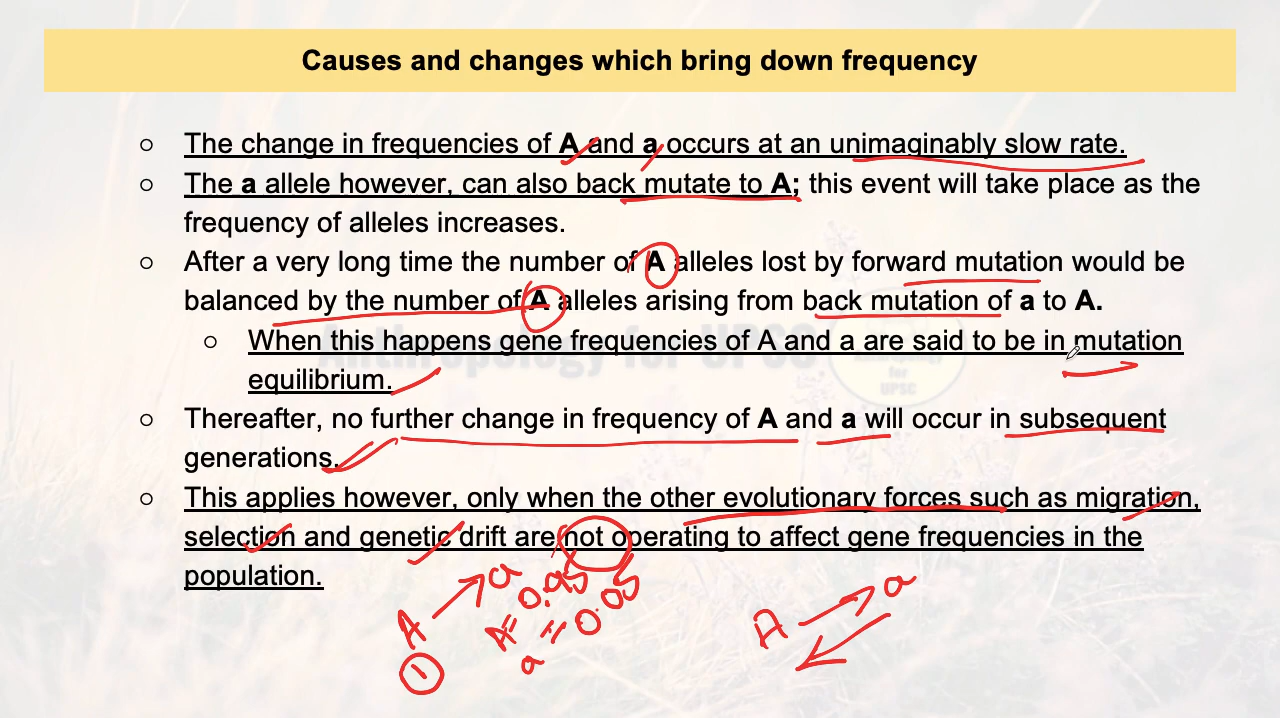 Causes and changes which bring down frequency
The change in frequencies of A and a occurs at an unimaginably slow rate.
The a allele however, can also back mutate to A; this event will take place as the
frequency of alleles increases.
After a very long time the number of A alleles lost by forward mutation would be
balanced by the number of A alleles arising from back mutation of a to A.
When this happens gene frequencies of A and a are said to be in mutation
equilibrium.
Thereafter, no further change in frequency of A and a will occur in subsequent
generations.
This applies however, only when the other evolutionary forces such as migration,
selection and genetic drift are not operating to affect gene frequencies in the
population.
Anthropology for UPSC
for
UPSC
A → a
1
A = 0.95
a = 0.05
A a